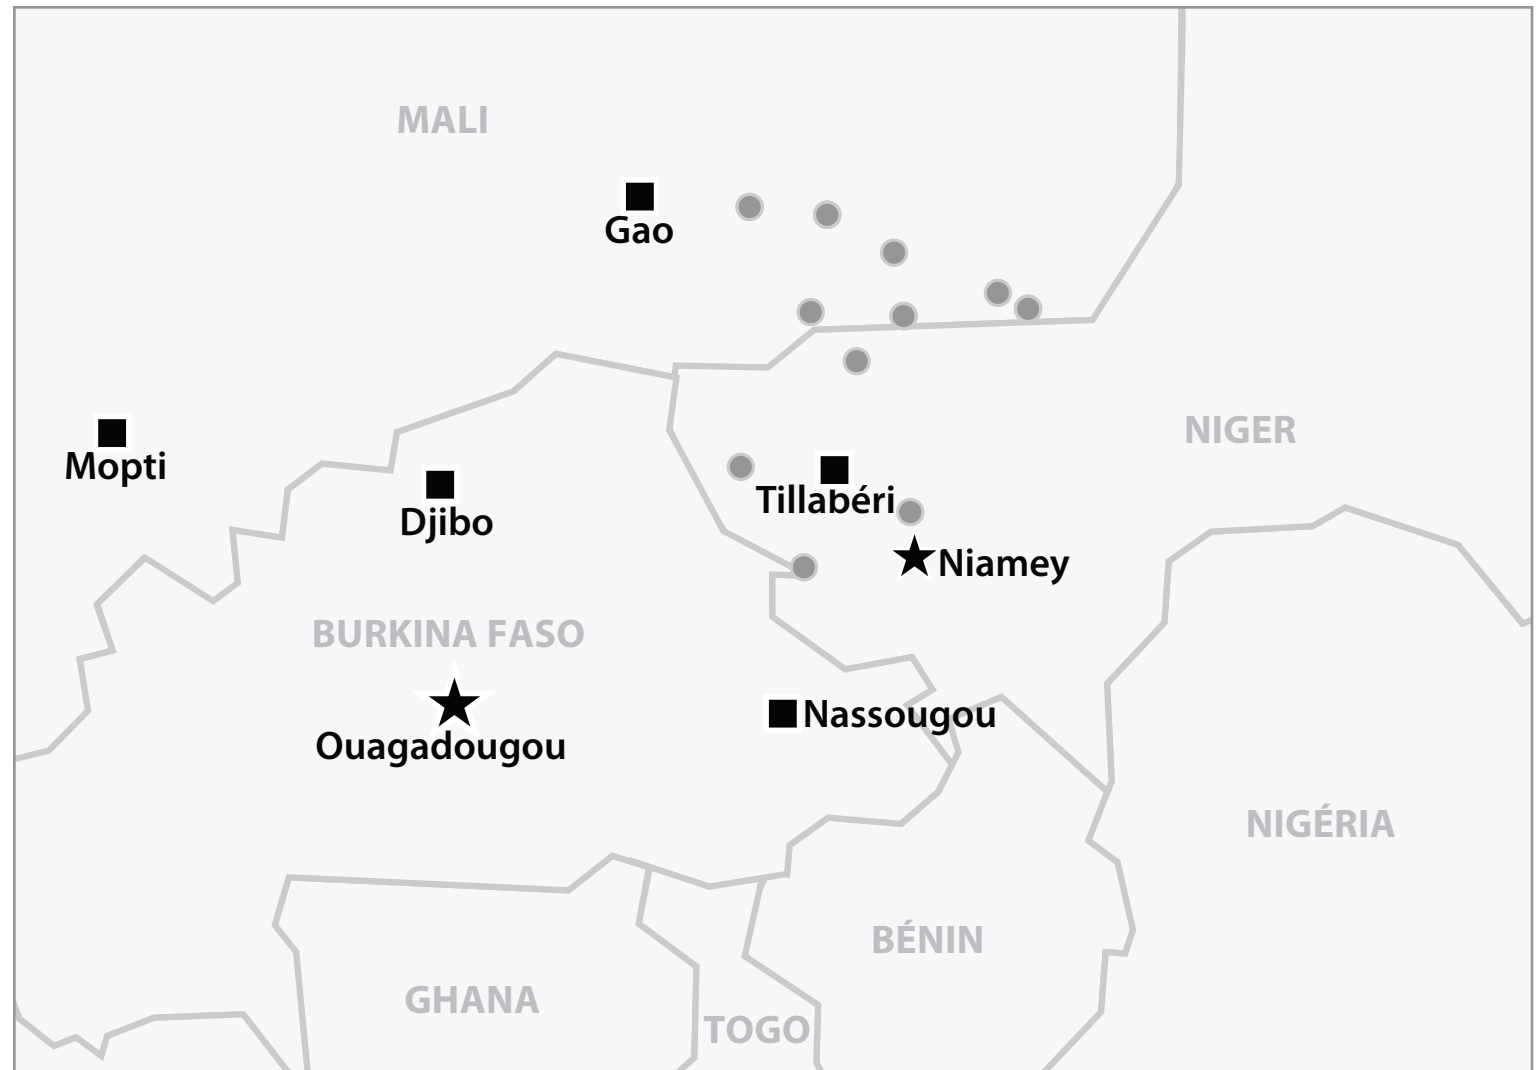 MALI
Gao
NIGER
Mopti
Tillabéri
Djibo
Niamey
BURKINA FASO
Nassougou
Ouagadougou
NIGÉRIA
BÉNIN
GHANA
TOGO